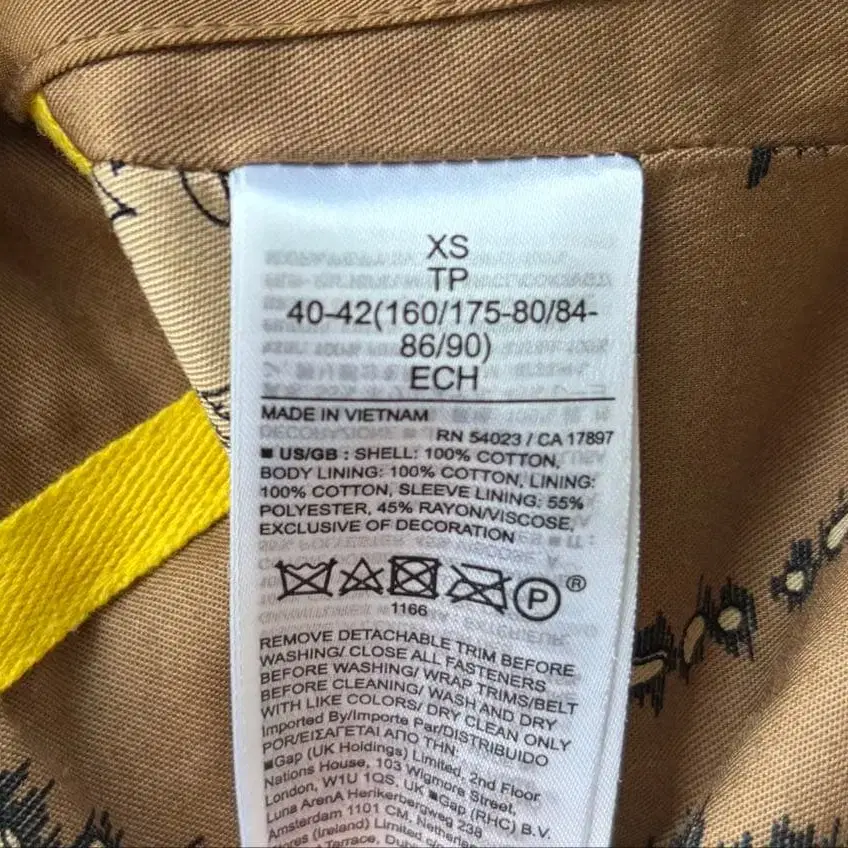 XS
TP
40-42(160/175-80/84-
86/90)
ECH
MADE IN VIETNAM
RN 54023 / CA 17897
■ US/GB : SHELL: 100% COTTON,
BODY LINING: 100% COTTON, LINING:
100% COTTON, SLEEVE LINING: 55%
POLYESTER, 45% RAYON/VISCOSE,
EXCLUSIVE OF DECORATION
P ®
1166
REMOVE DETACHABLE TRIM BEFORE
WASHING/ CLOSE ALL FASTENERS
BEFORE WASHING/ WRAP TRIMS/BELT
BEFORE CLEANING/ WASH AND DRY
WITH LIKE COLORS/ DRY CLEAN ONLY
Imported By/Importe Par/DISTRIBUIDO
POR/ΕΙΣΑΓΕΤΑΙ ΑΠΟ ΤΗΝ:
■Gap (UK Holdings) Limited, 2nd Floor
Nations House, 103 Wigmore Street,
London, W1U 1QS, UK ■Gap (RHC) B.V.
Luna ArenA Herikerbergweg 238
Amsterdam 1101 CM, Netherlands
(Ireland) Limited
Terrace,